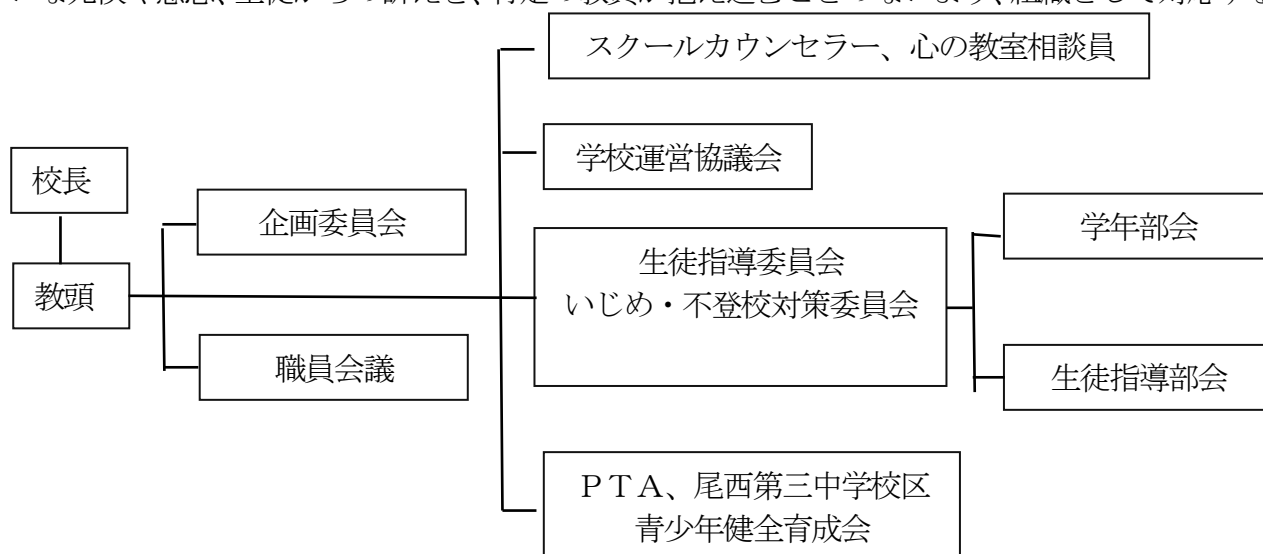 スクールカウンセラー、心の教室相談員
学校運営協議会
校長
企画委員会
学年部会
生徒指導委員会
教頭
いじめ・不登校対策委員会
職員会議
生徒指導部会
ＰＴＡ、尾西第三中学校区
青少年健全育成会